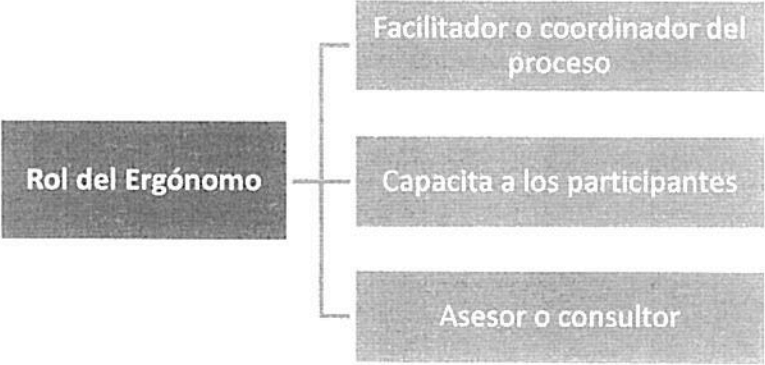 Facilitador o coordinador del
proceso
Rol del Ergónomo
Capacita a los participantes
Asesor o consultor